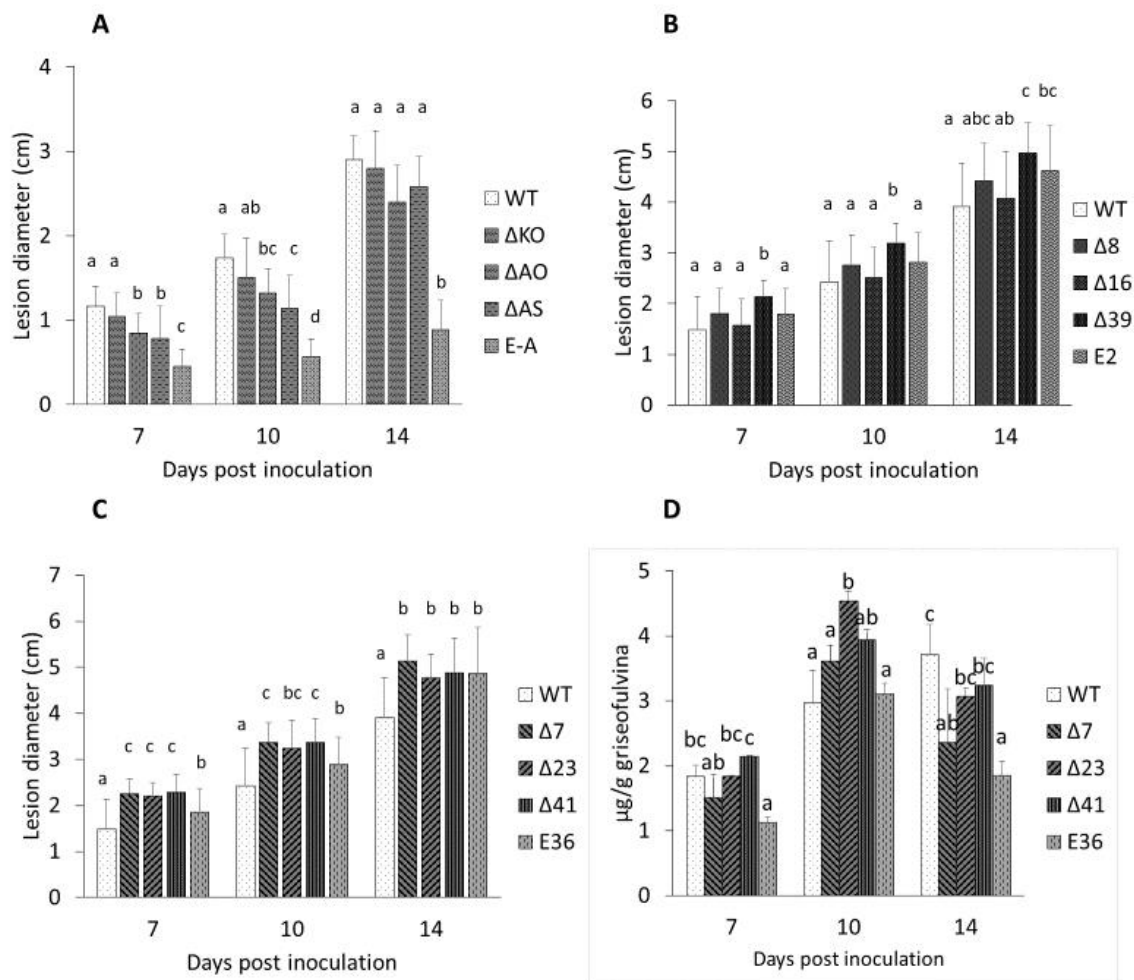 A
Lesion diameter (cm)
4
3
2
1
0
a a b b c
a ab bc c d
a a a a b
7 10 14
Days post inoculation
WT
ΔKO
ΔAO
ΔAS
E-A
B
Lesion diameter (cm)
6
5
4
3
2
1
0
a a a b a
a a a b a
a abc ab c bc
7 10 14
Days post inoculation
WT
Δ8
Δ16
Δ39
E2
C
Lesion diameter (cm)
7
6
5
4
3
2
1
0
a c c c b
a c bc c b
a b b b b
7 10 14
Days post inoculation
WT
Δ7
Δ23
Δ41
E36
D
µg/g griseofulvina
5
4
3
2
1
0
bc ab bc c a
a a b ab a
c ab bc bc a
7 10 14
Days post inoculation
WT
Δ7
Δ23
Δ41
E36